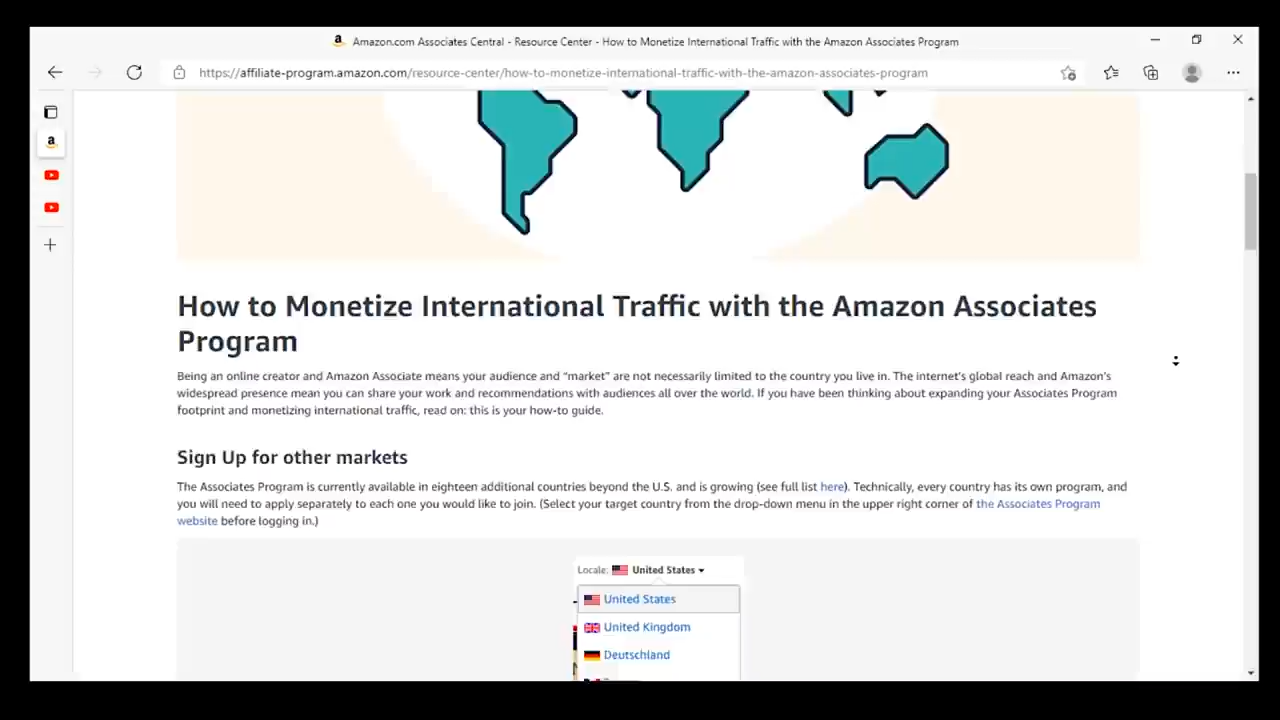 Amazon.com Associates Central - Resource Center - How to Monetize International Traffic with the Amazon Associates Program
https://affiliate-program.amazon.com/resource-center/how-to-monetize-international-traffic-with-the-amazon-associates-program
How to Monetize International Traffic with the Amazon Associates
Program
Being an online creator and Amazon Associate means your audience and “market” are not necessarily limited to the country you live in. The internet's global reach and Amazon's
widespread presence mean you can share your work and recommendations with audiences all over the world. If you have been thinking about expanding your Associates Program
footprint and monetizing international traffic, read on: this is your how-to guide.
Sign Up for other markets
The Associates Program is currently available in eighteen additional countries beyond the U.S. and is growing (see full list here). Technically, every country has its own program, and
you will need to apply separately to each one you would like to join. (Select your target country from the drop-down menu in the upper right corner of the Associates Program
website before logging in.)
Locale: United States
United States
United Kingdom
Deutschland